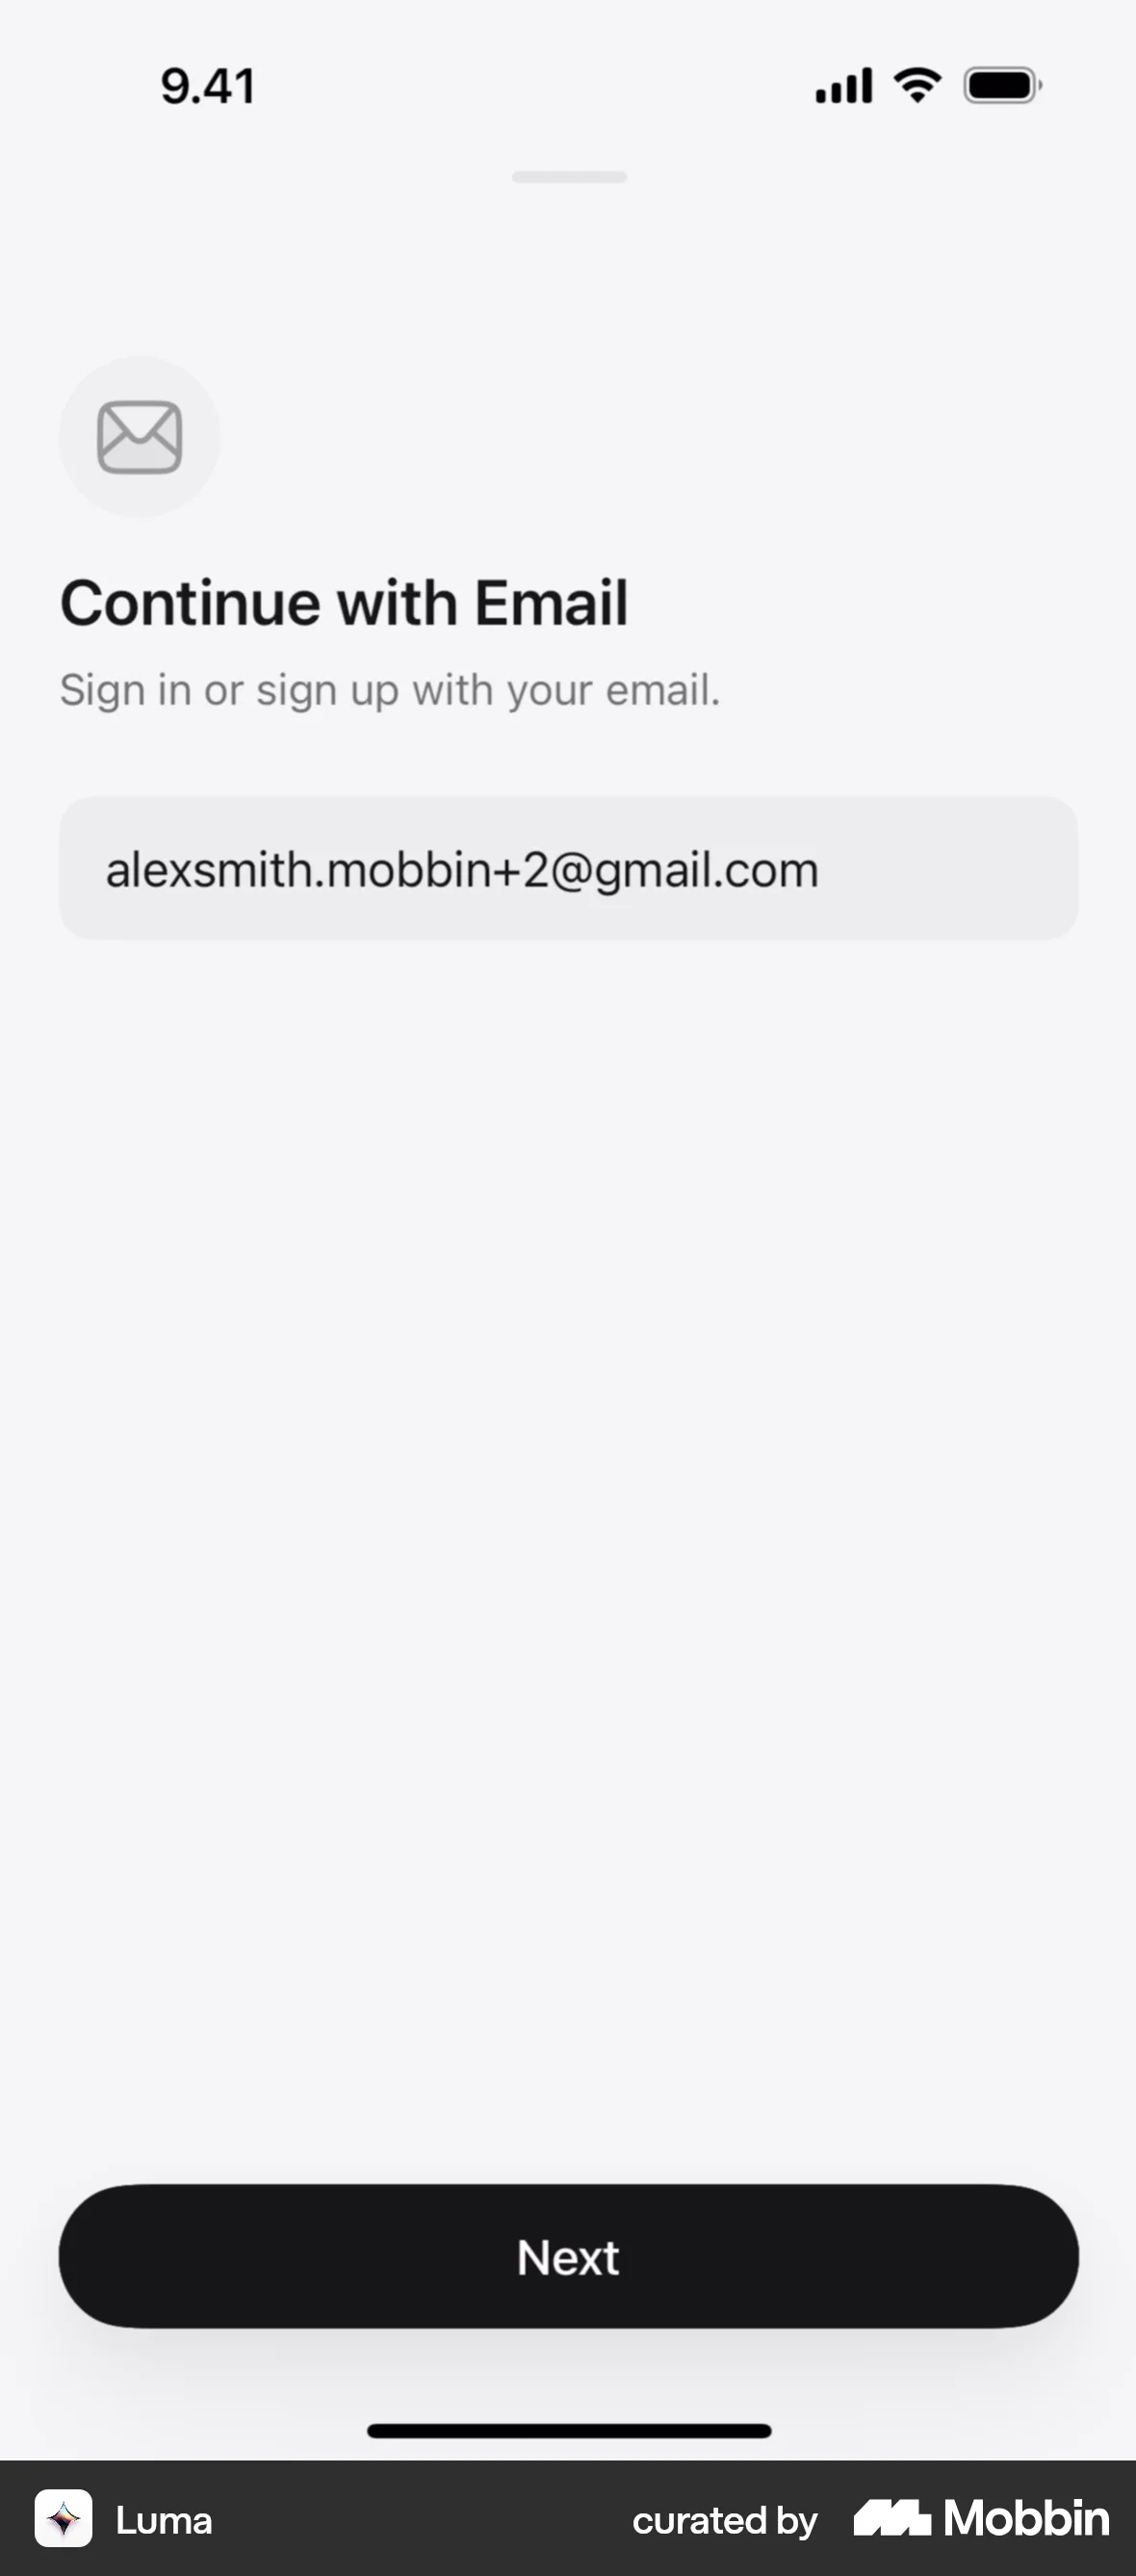 9.41
Continue with Email
Sign in or sign up with your email.
alexsmith.mobbin+2@gmail.com
Next
Luma
curated by Mobbin